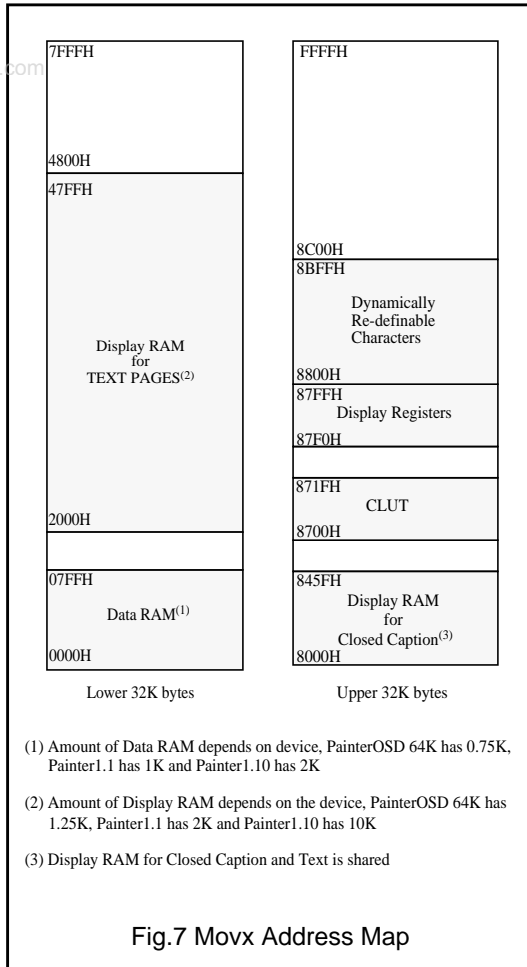 .com
7FFFH
4800H
47FFH
Display RAM
for
TEXT PAGES(2)
2000H
07FFH
Data RAM(1)
0000H
Lower 32K bytes
FFFFH
8C00H
8BFFH
Dynamically
Re-definable
Characters
8800H
87FFH
Display Registers
87F0H
871FH
CLUT
8700H
845FH
Display RAM
for
Closed Caption(3)
8000H
Upper 32K bytes
(1) Amount of Data RAM depends on device, PainterOSD 64K has 0.75K,
Painter1.1 has 1K and Painter1.10 has 2K
(2) Amount of Display RAM depends on the device, PainterOSD 64K has
1.25K, Painter1.1 has 2K and Painter1.10 has 10K
(3) Display RAM for Closed Caption and Text is shared
Fig.7 Movx Address Map